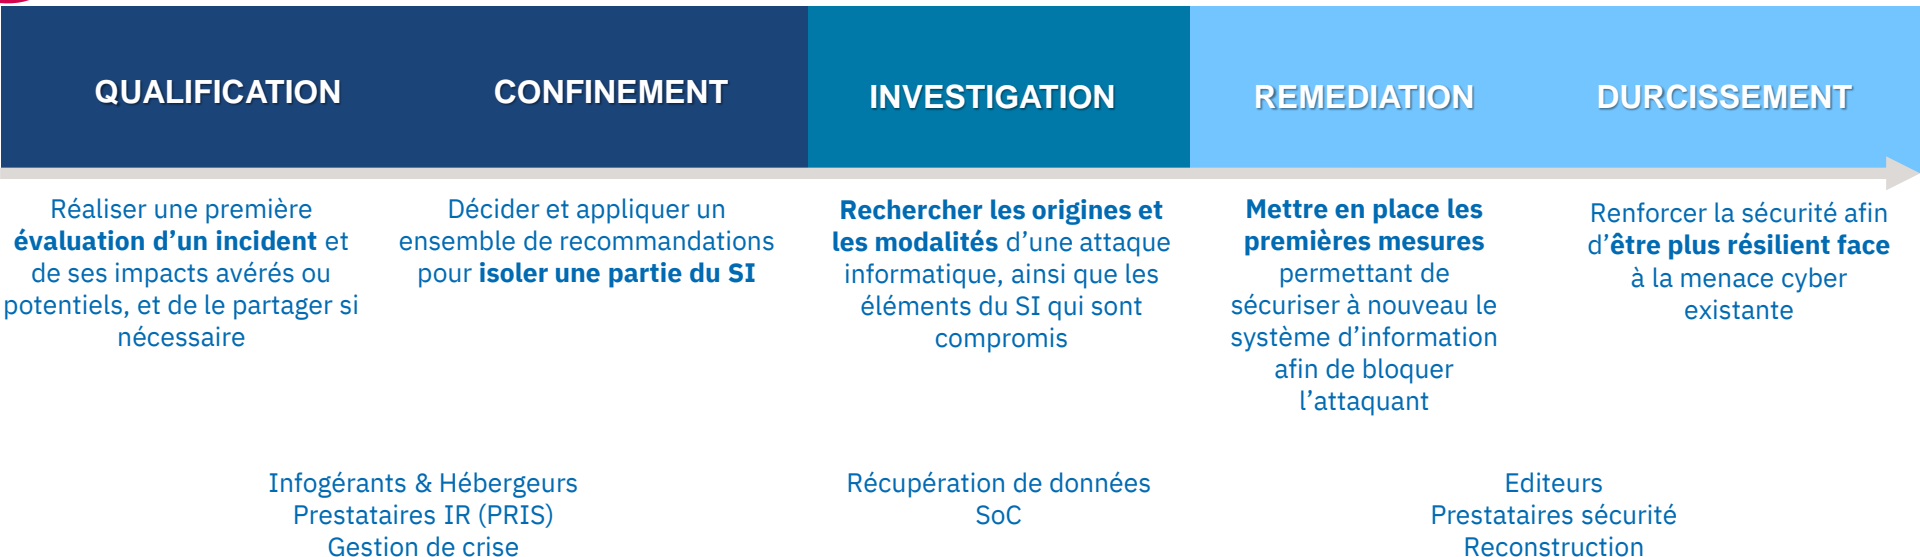 QUALIFICATION
CONFINEMENT
INVESTIGATION
REMEDIATION
DURCISSEMENT
Réaliser une première
évaluation d’un incident et
de ses impacts avérés ou
potentiels, et de le partager si
nécessaire
Décider et appliquer un
ensemble de recommandations
pour isoler une partie du SI
Rechercher les origines et
les modalités d’une attaque
informatique, ainsi que les
éléments du SI qui sont
compromis
Mettre en place les
premières mesures
permettant de
sécuriser à nouveau le
système d’information
afin de bloquer
l’attaquant
Renforcer la sécurité afin
d’être plus résilient face
à la menace cyber
existante
Infogérants & Hébergeurs
Prestataires IR (PRIS)
Gestion de crise
Récupération de données
SoC
Editeurs
Prestataires sécurité
Reconstruction